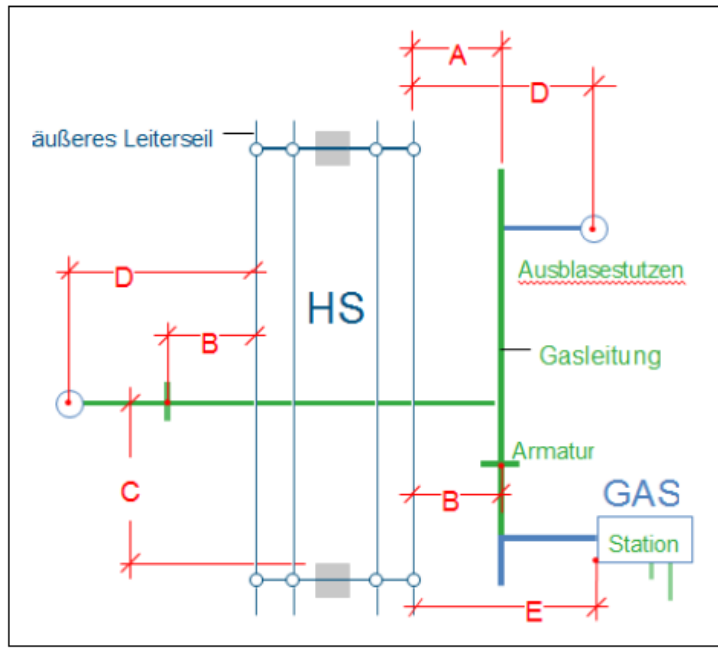 A
D
äußeres Leiterseil
Ausblasestutzen
D
HS
B
Gasleitung
Armatur
C
B
GAS
Station
E